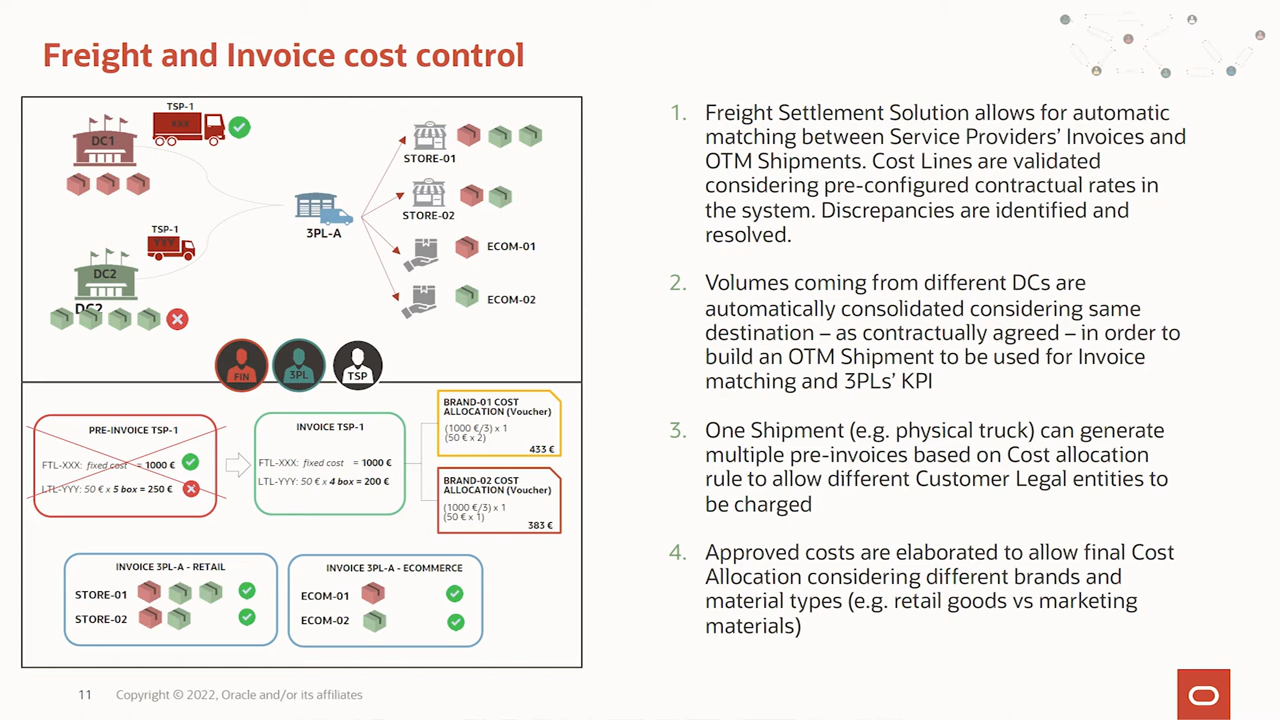 Freight and Invoice cost control
TSP-1
XXX
DC1
STORE-01
STORE-02
3PL-A
TSP-1
YYY
ECOM-01
DC2
DC2
ECOM-02
FIN
3PL
TSP
PRE-INVOICE TSP-1
FTL-XXX: fixed cost = 1000 €
LTL-YYY: 50 € x 5 box = 250 €
INVOICE TSP-1
FTL-XXX: fixed cost = 1000 €
LTL-YYY: 50 € x 4 box = 200 €
BRAND-01 COST
ALLOCATION (Voucher)
(1000 €/3) x 1
(50 € x 2)
433 €
BRAND-02 COST
ALLOCATION (Voucher)
(1000 €/3) x 1
(50 € x 1)
383 €
INVOICE 3PL-A - RETAIL
STORE-01
STORE-02
INVOICE 3PL-A - ECOMMERCE
ECOM-01
ECOM-02
1. Freight Settlement Solution allows for automatic
matching between Service Providers’ Invoices and
OTM Shipments. Cost Lines are validated
considering pre-configured contractual rates in
the system. Discrepancies are identified and
resolved.
2. Volumes coming from different DCs are
automatically consolidated considering same
destination – as contractually agreed – in order to
build an OTM Shipment to be used for Invoice
matching and 3PLs’ KPI
3. One Shipment (e.g. physical truck) can generate
multiple pre-invoices based on Cost allocation
rule to allow different Customer Legal entities to
be charged
4. Approved costs are elaborated to allow final Cost
Allocation considering different brands and
material types (e.g. retail goods vs marketing
materials)
11 Copyright © 2022, Oracle and/or its affiliates